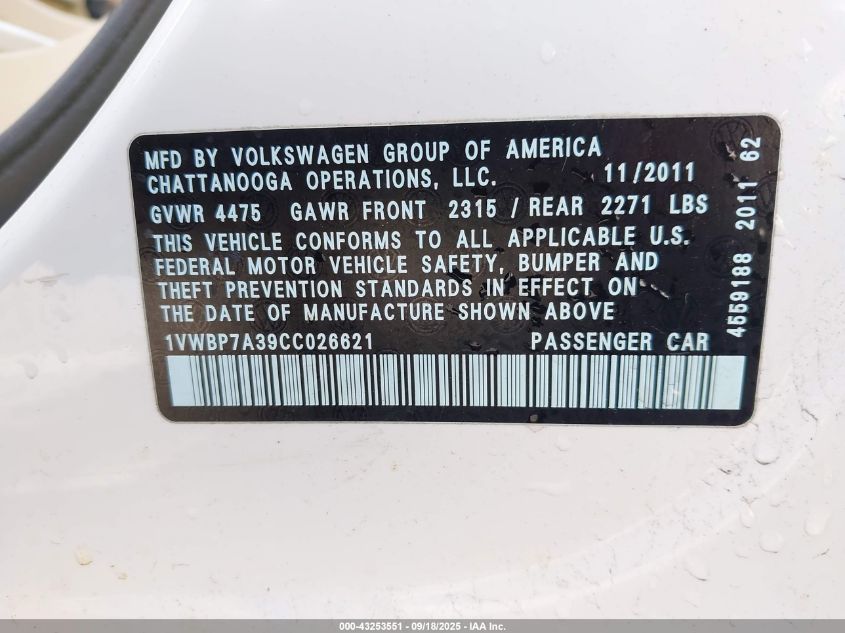 MFD BY VOLKSWAGEN GROUP OF AMERICA
CHATTANOOGA OPERATIONS, LLC. 11/2011
GVWR 4475 GAWR FRONT 2315 / REAR 2271 LBS
THIS VEHICLE CONFORMS TO ALL APPLICABLE U.S.
FEDERAL MOTOR VEHICLE SAFETY, BUMPER AND
THEFT PREVENTION STANDARDS IN EFFECT ON
THE DATE OF MANUFACTURE SHOWN ABOVE
1VWBP7A39CC026621 PASSENGER CAR
4559188 2011 62
000-43253551 - 09/18/2025 - IAA Inc.